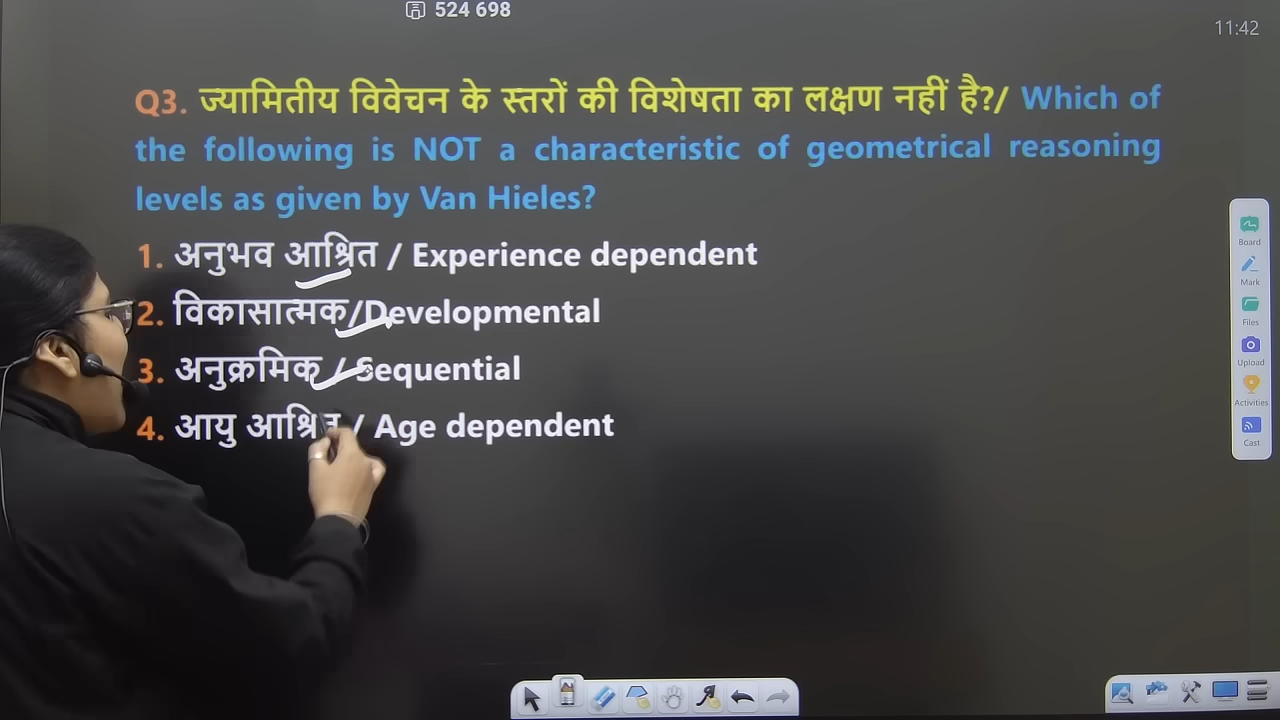 524 698
11:42
Q3. ज्यामितीय विवेचन के स्तरों की विशेषता का लक्षण नहीं है?/ Which of
the following is NOT a characteristic of geometrical reasoning
levels as given by Van Hieles?
1. अनुभव आश्रित / Experience dependent
2. विकासात्मक/Developmental
3. अनुक्रमिक / Sequential
4. आयु आश्रित / Age dependent
Board
Mark
Files
Upload
Activities
Cast